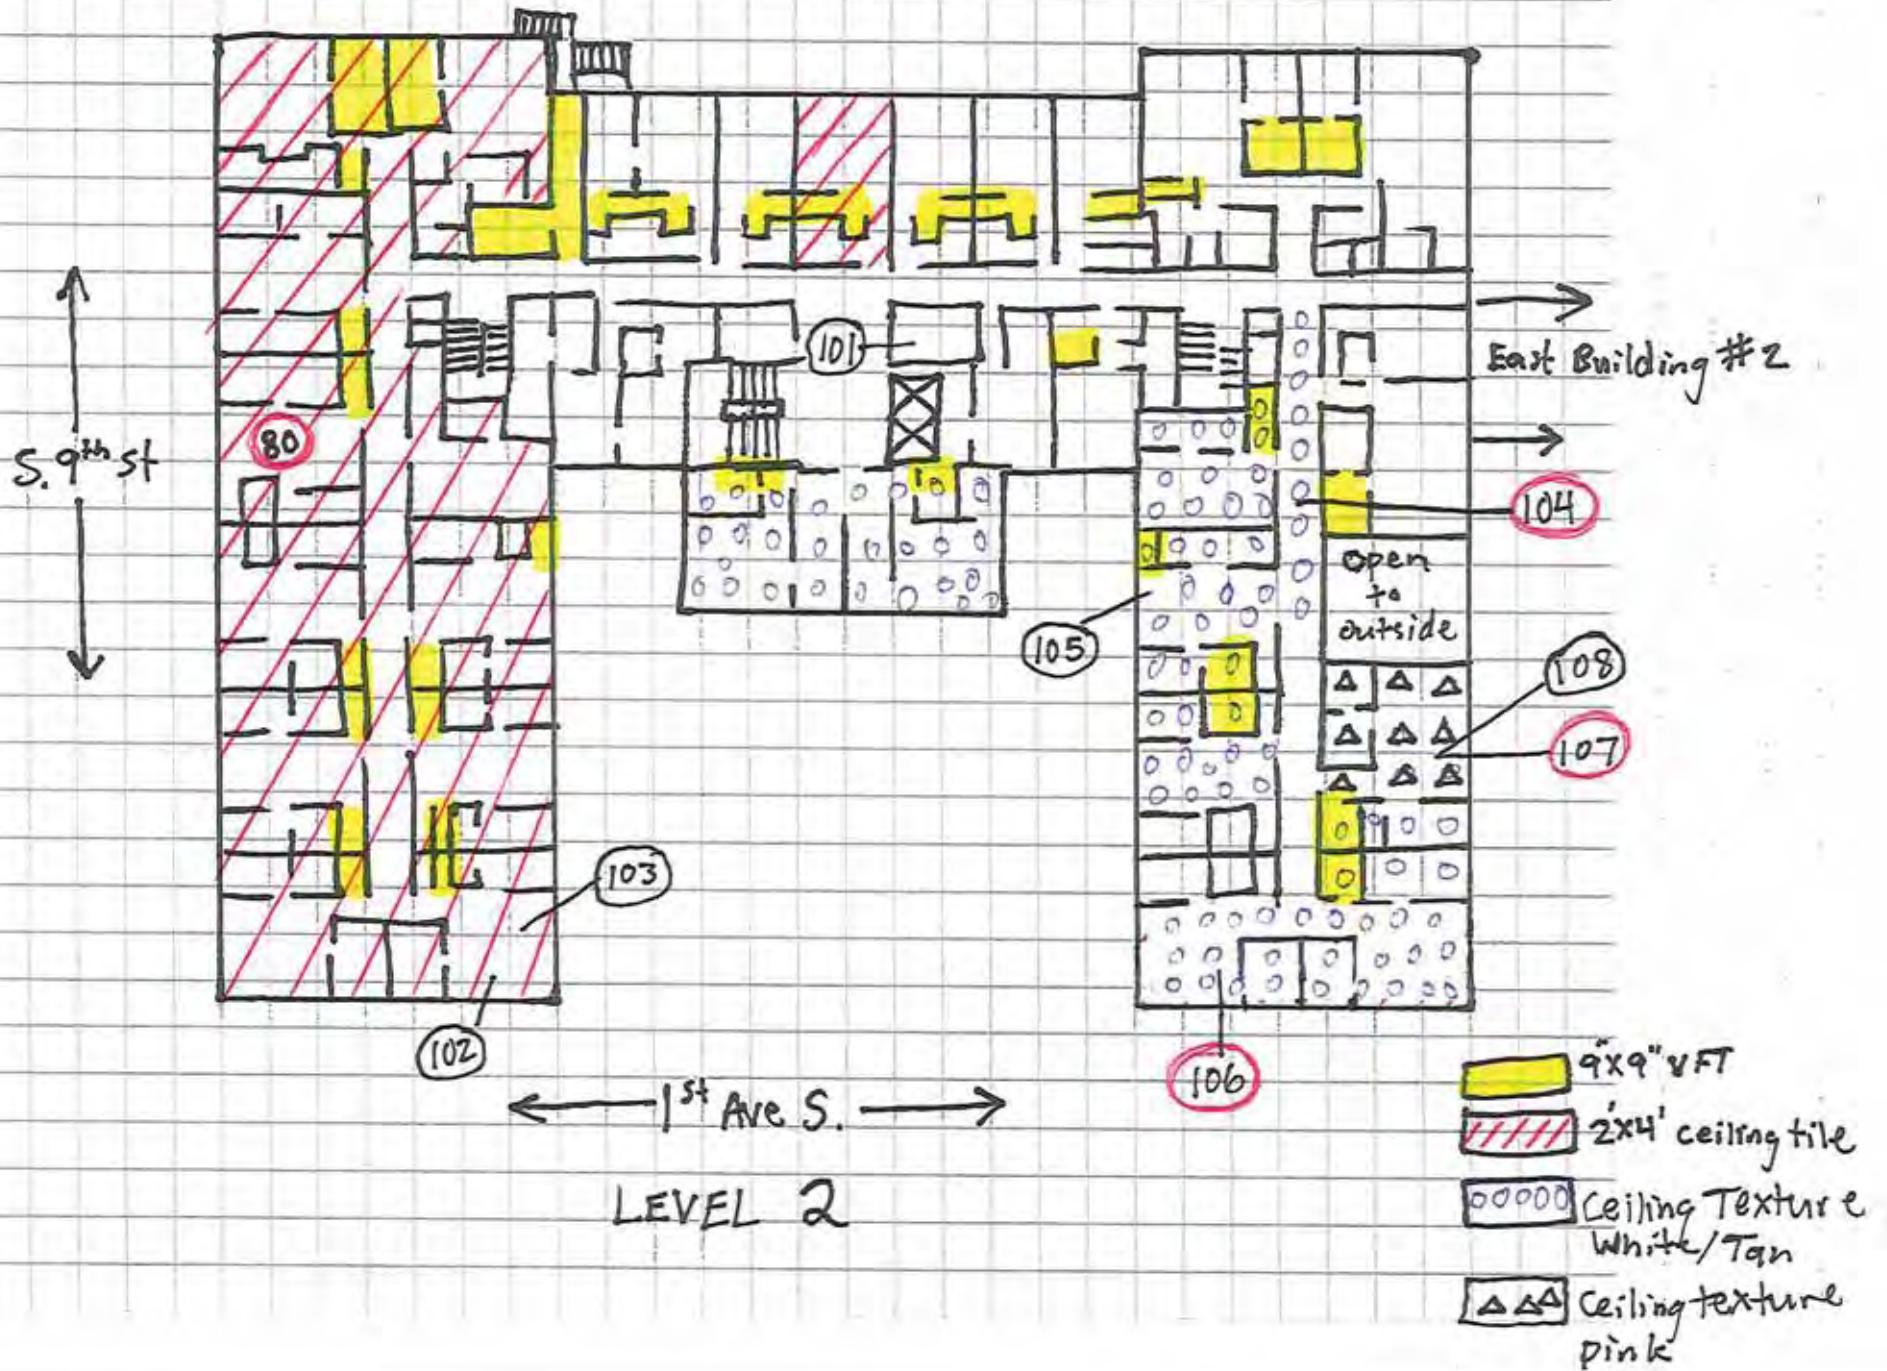 101
East Building #2
80
S. 9th st
104
open
to
outside
105
108
107
103
102
106
1st Ave S.
LEVEL 2
9"x9" VFT
2'x4' ceiling tile
Ceiling Texture
White/Tan
Ceiling texture
pink